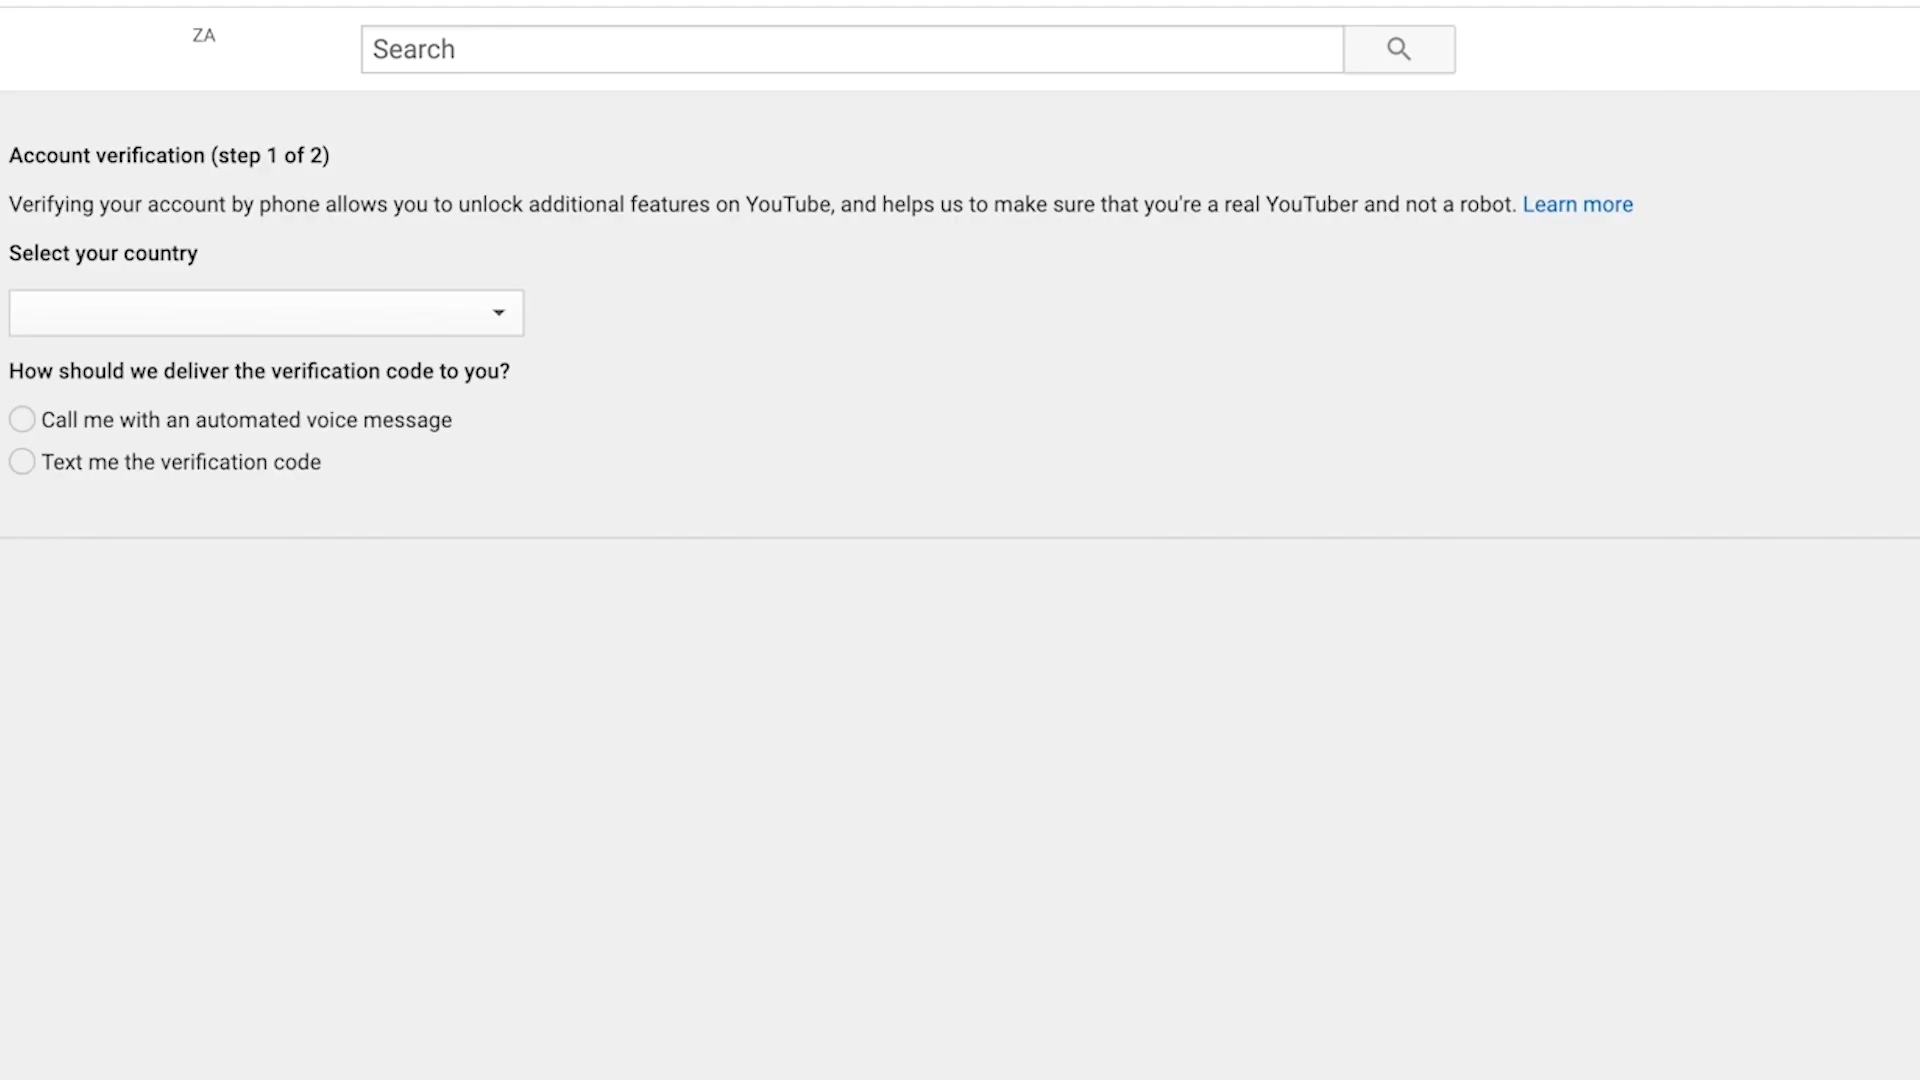 ZA
Search
Account verification (step 1 of 2)
Verifying your account by phone allows you to unlock additional features on YouTube, and helps us to make sure that you're a real YouTuber and not a robot. Learn more
Select your country
How should we deliver the verification code to you?
Call me with an automated voice message
Text me the verification code